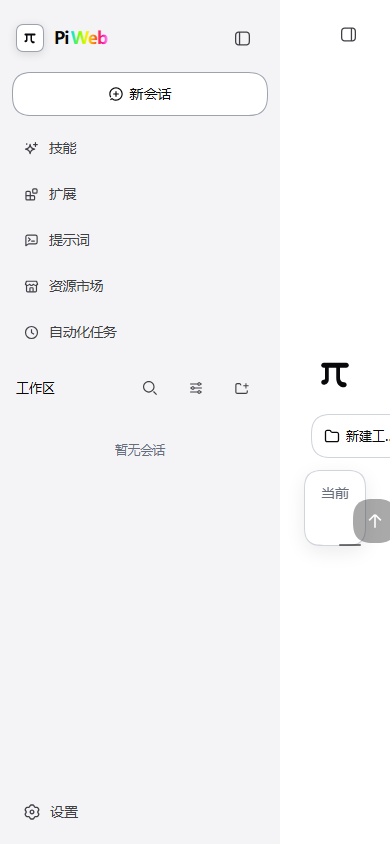 π PiWeb
新会话
技能
扩展
提示词
资源市场
自动化任务
工作区
暂无会话
设置
π
新建工...
当前